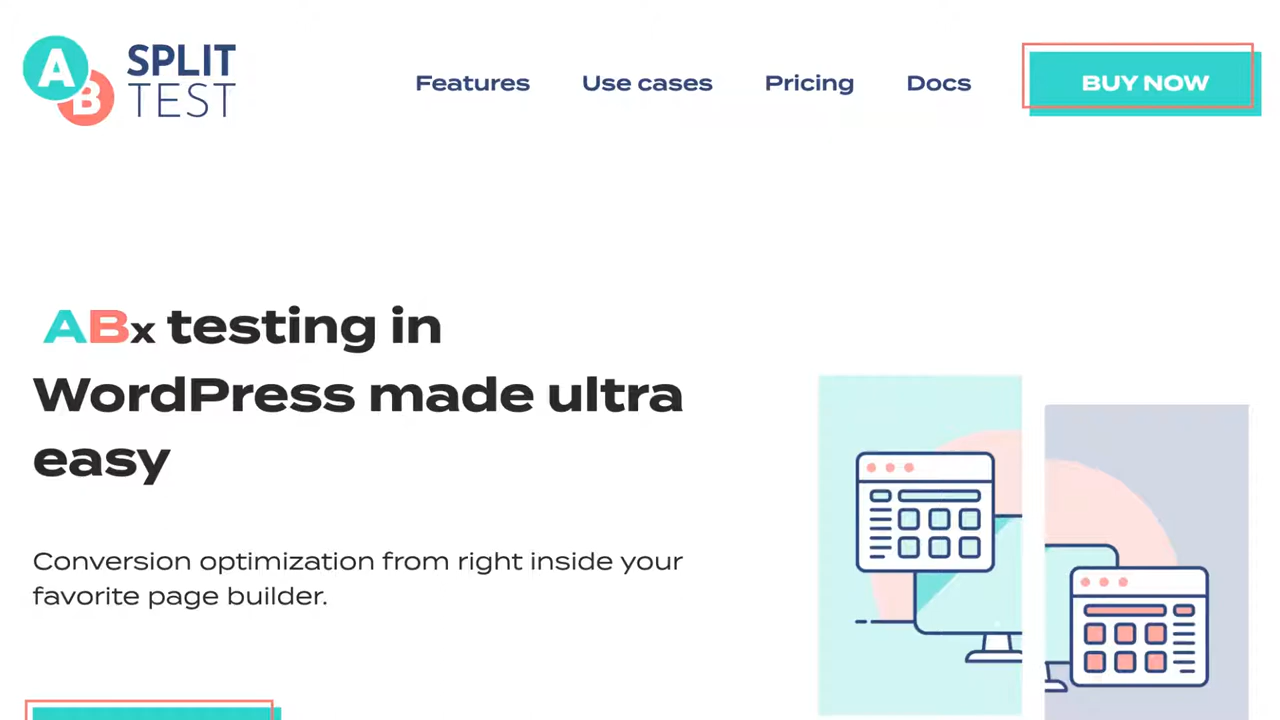 A
B
SPLIT
TEST
Features
Use cases
Pricing
Docs
BUY NOW
ABx testing in
WordPress made ultra
easy
Conversion optimization from right inside your
favorite page builder.